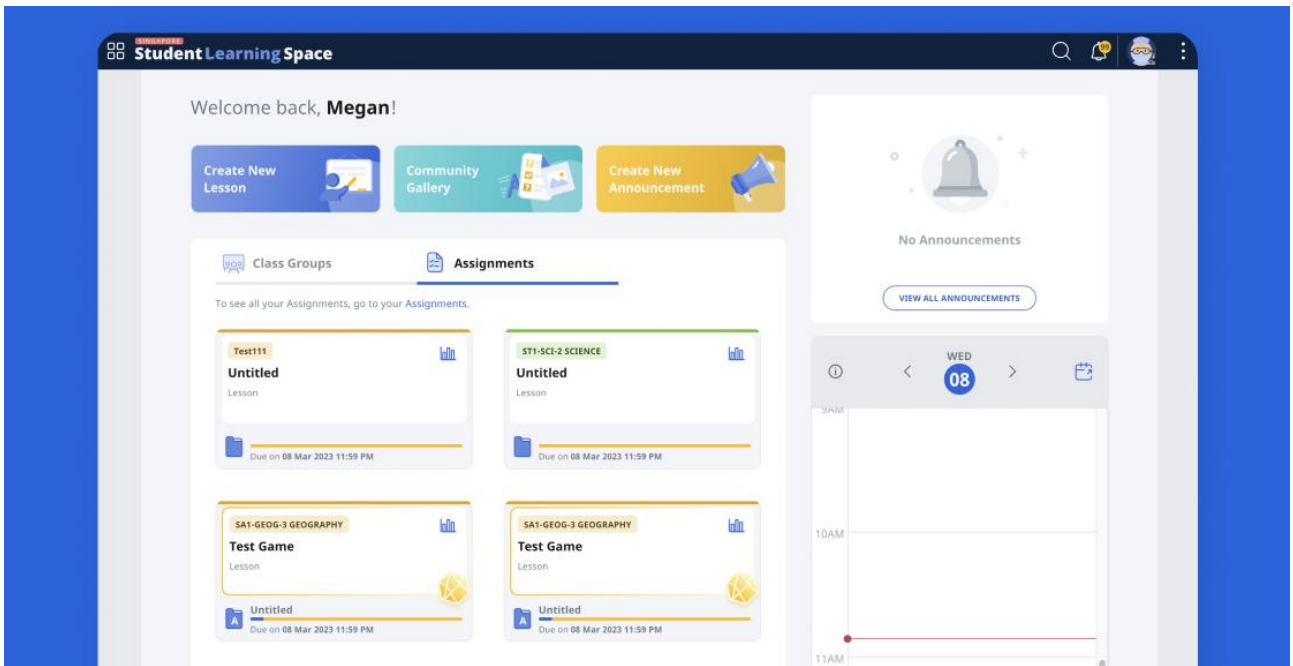 SINGAPORE
Student Learning Space
Welcome back, Megan!
Create New
Lesson
Community
Gallery
Create New
Announcement
Class Groups
Assignments
To see all your Assignments, go to your Assignments.
Test111
Untitled
Lesson
Due on 08 Mar 2023 11:59 PM
ST1-SCI-2 SCIENCE
Untitled
Lesson
Due on 08 Mar 2023 11:59 PM
SA1-GEOG-3 GEOGRAPHY
Test Game
Lesson
A
Untitled
Due on 08 Mar 2023 11:59 PM
SA1-GEOG-3 GEOGRAPHY
Test Game
Lesson
A
Untitled
Due on 08 Mar 2023 11:59 PM
No Announcements
VIEW ALL ANNOUNCEMENTS
WED
08
9AM
10AM
11AM